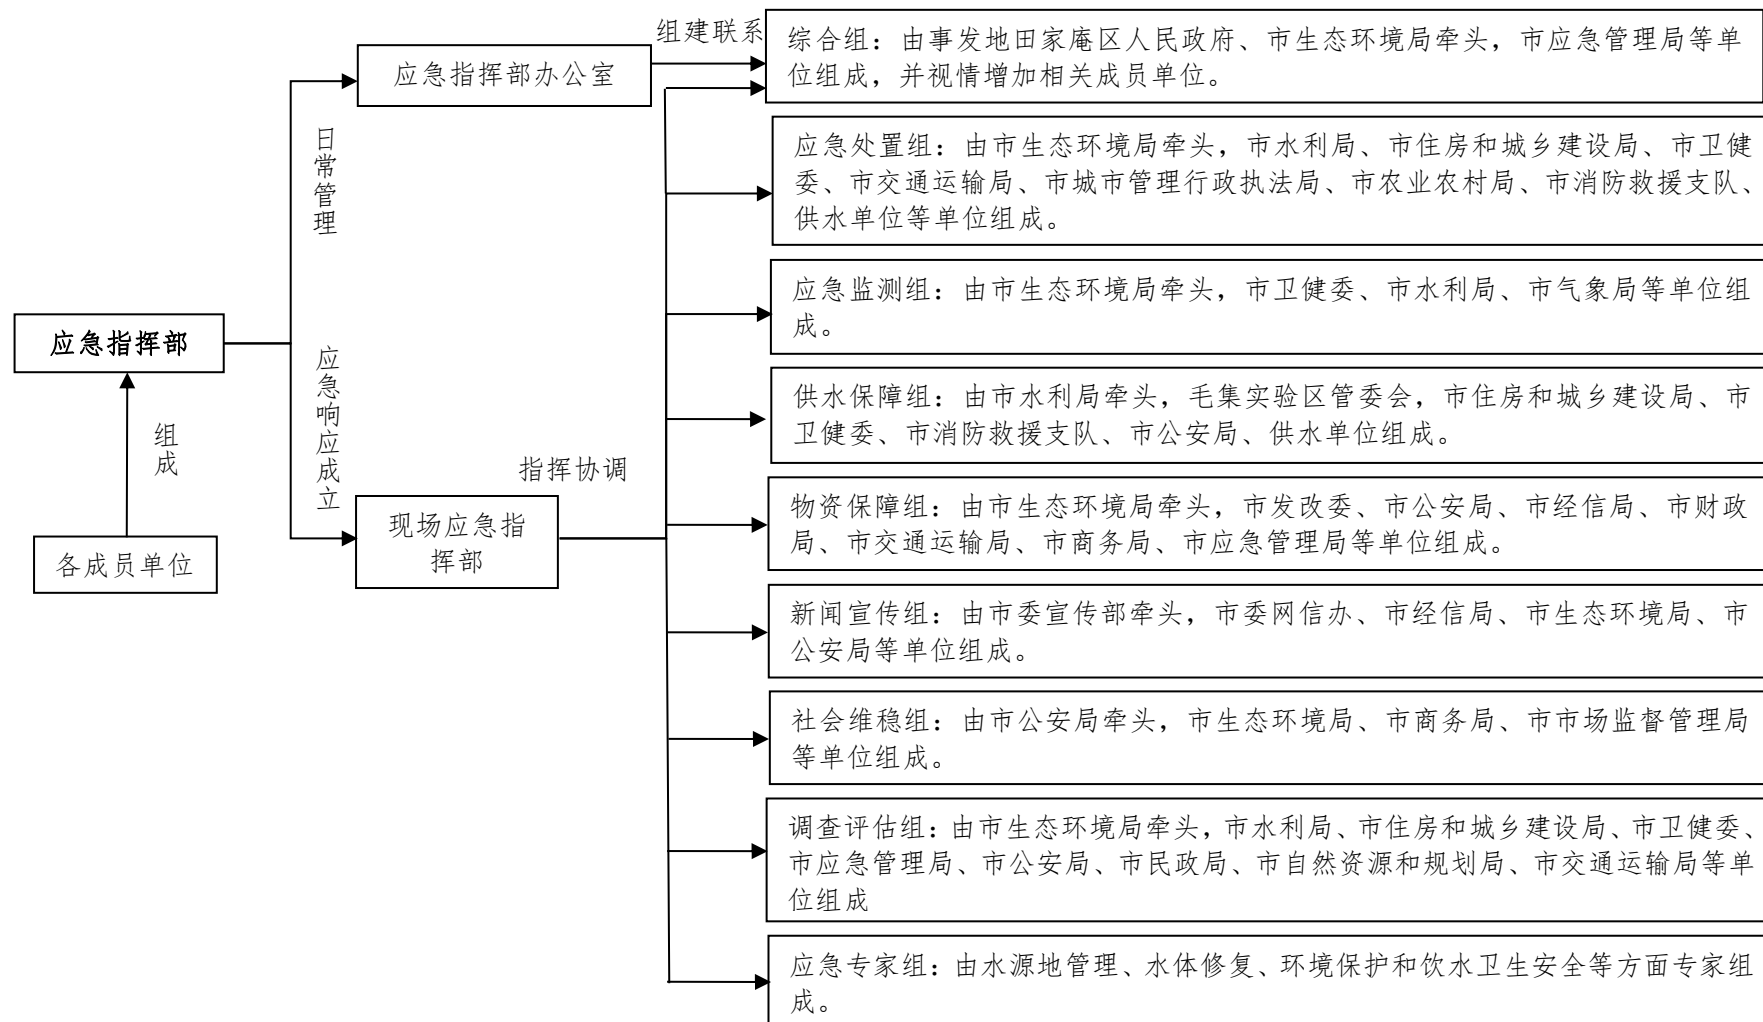 组建联系
应急指挥部办公室
综合组：由事发地田家庵区人民政府、市生态环境局牵头，市应急管理局等单
位组成，并视情增加相关成员单位。
日常管理
应急处置组：由市生态环境局牵头，市水利局、市住房和城乡建设局、市卫健
委、市交通运输局、市城市管理行政执法局、市农业农村局、市消防救援支队、
供水单位等单位组成。
应急监测组：由市生态环境局牵头，市卫健委、市水利局、市气象局等单位组
成。
应急指挥部
应急响应成立
供水保障组：由市水利局牵头，毛集实验区管委会，市住房和城乡建设局、市
卫健委、市消防救援支队、市公安局、供水单位组成。
组成
指挥协调
各成员单位
现场应急指
挥部
物资保障组：由市生态环境局牵头，市发改委、市公安局、市经信局、市财政
局、市交通运输局、市商务局、市应急管理局等单位组成。
新闻宣传组：由市委宣传部牵头，市委网信办、市经信局、市生态环境局、市
公安局等单位组成。
社会维稳组：由市公安局牵头，市生态环境局、市商务局、市市场监督管理局
等单位组成。
调查评估组：由市生态环境局牵头，市水利局、市住房和城乡建设局、市卫健委、
市应急管理局、市公安局、市民政局、市自然资源和规划局、市交通运输局等单
位组成
应急专家组：由水源地管理、水体修复、环境保护和饮水卫生安全等方面专家组
成。